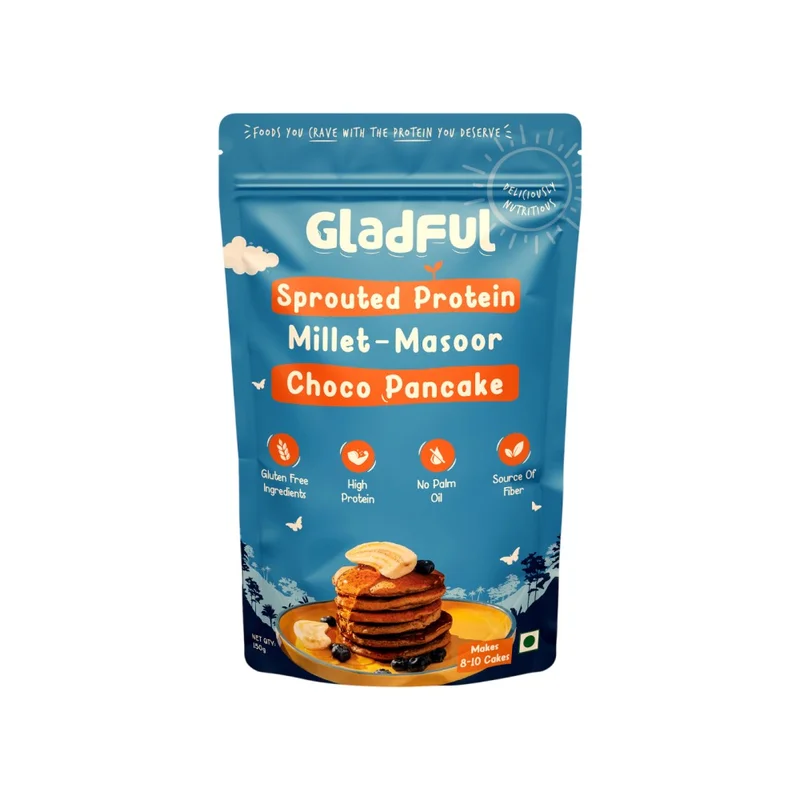 FOODS YOU CRAVE WITH THE PROTEIN YOU DESERVE
DELICIOUSLY
NUTRITIOUS
GladFul
Sprouted Protein
Millet-Masoor
Choco Pancake
Gluten Free
Ingredients
High
Protein
No Palm
Oil
Source Of
Fiber
NET QTY:
150g
Makes
8-10 Cakes